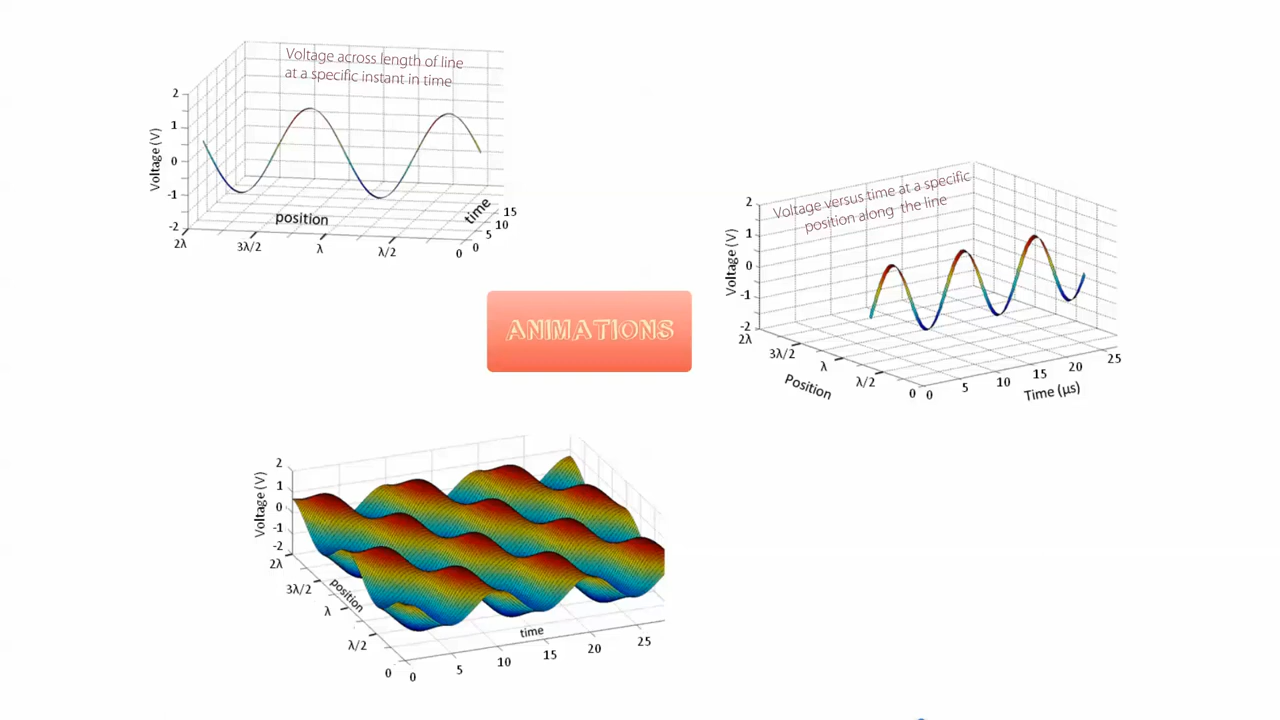 Voltage across length of line
at a specific instant in time
2
1
0
-1
-2
Voltage (V)
2λ
3λ/2
λ
λ/2
0
position
time
0
5
10
15
Voltage versus time at a specific
position along the line
2
1
0
-1
-2
Voltage (V)
2λ
3λ/2
λ
λ/2
0
Position
0
5
10
15
20
25
Time (μs)
ANIMATIONS
2
1
0
-1
-2
Voltage (V)
2λ
3λ/2
λ
λ/2
0
position
time
0
5
10
15
20
25